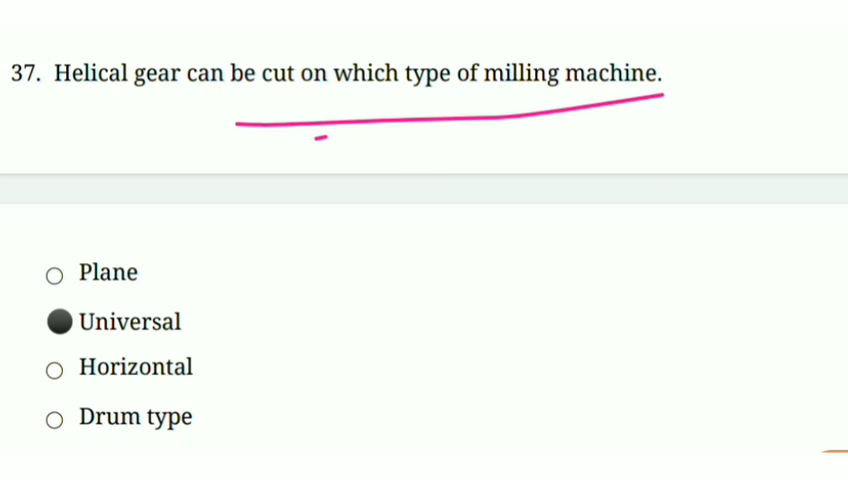 37. Helical gear can be cut on which type of milling machine.
Plane
Universal
Horizontal
Drum type